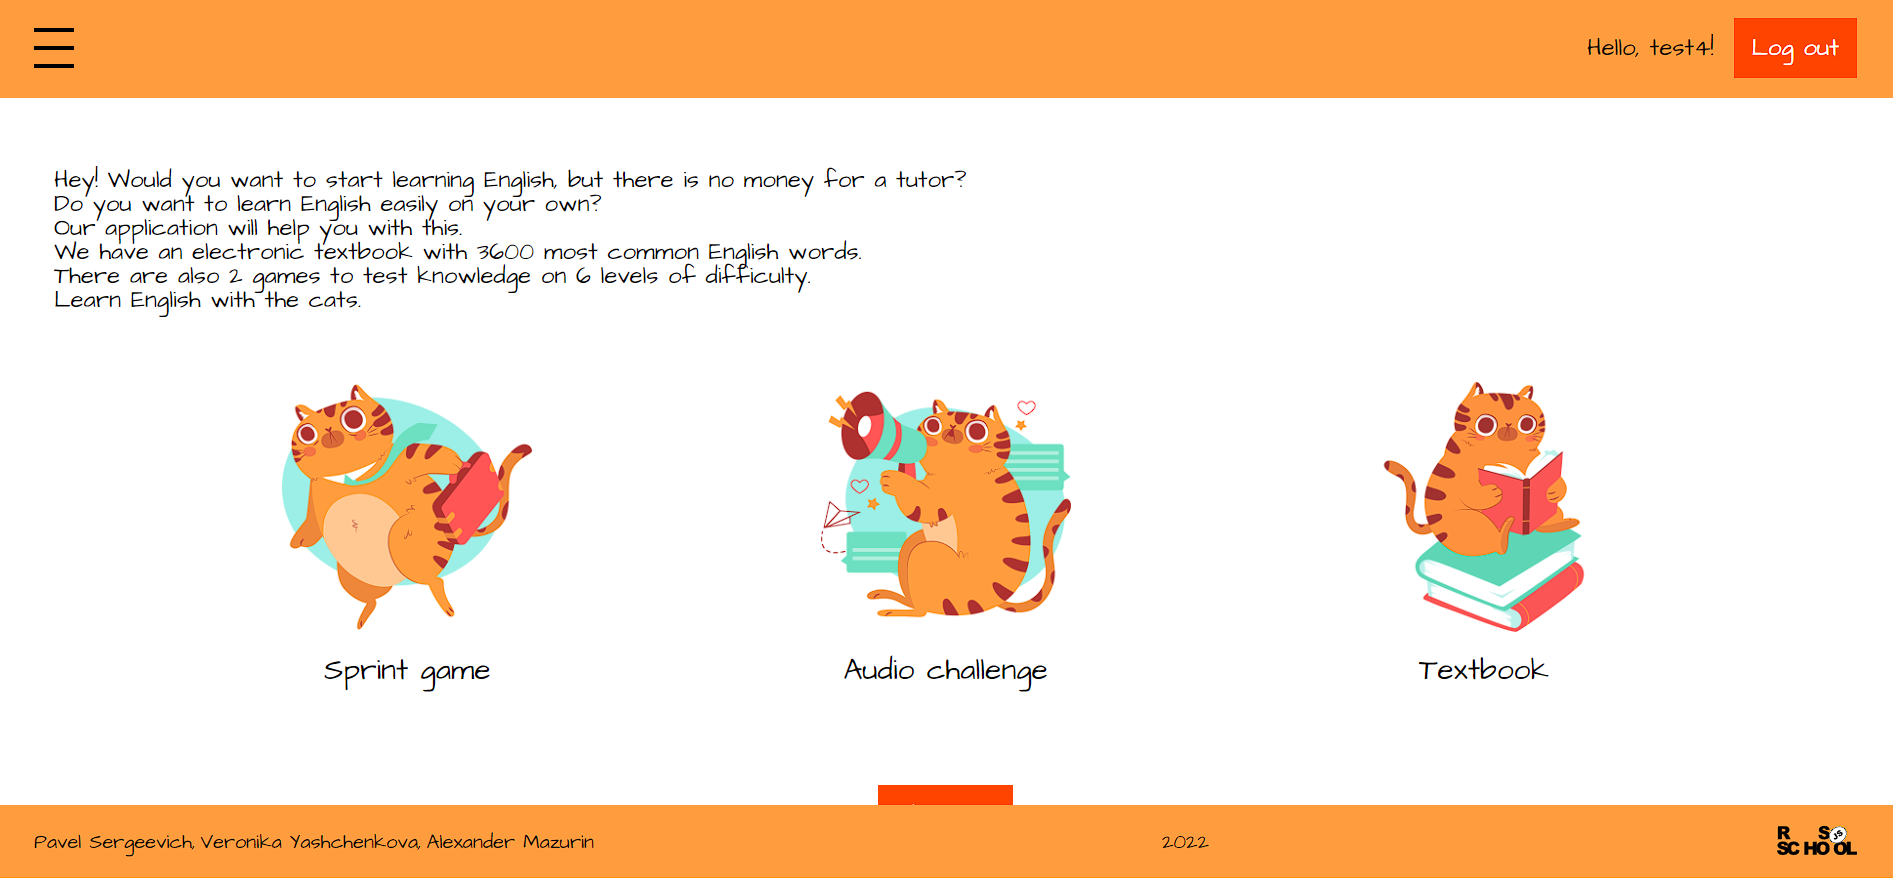 Hello, test4!
Log out
Hey! Would you want to start learning English, but there is no money for a tutor?
Do you want to learn English easily on your own?
Our application will help you with this.
We have an electronic textbook with 3600 most common English words.
There are also 2 games to test knowledge on 6 levels of difficulty.
Learn English with the cats.
Sprint game
Audio challenge
Textbook
Pavel Sergeevich, Veronika Yashchenkova, Alexander Mazurin
2022
RS JS
SCHOOL